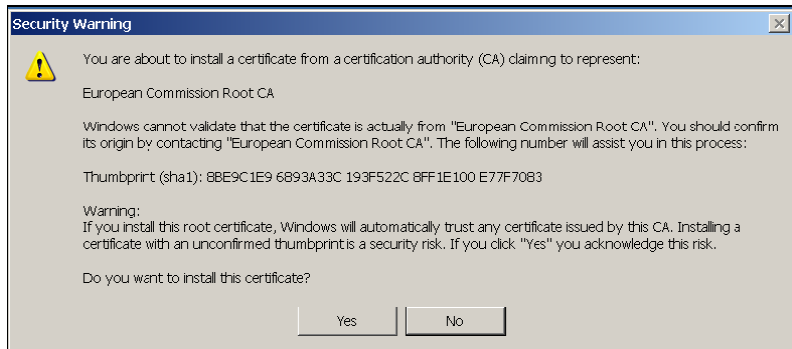 Security Warning
You are about to install a certificate from a certification authority (CA) claimng to represent:
European Commission Root CA
Windows cannot validate that the certificate is actually from "European Commission Root CA". You should confirm
its origin by contacting "European Commission Root CA". The following number will assist you in this process:
Thumbprint (sha1): 8BE9C1E9 6893A33C 193F522C 8FF1E100 E77F7083
Warning:
If you install this root certificate, Windows will automatically trust any certificate issued by this CA. Installing a
certificate with an unconfirmed thumbprint is a security risk. If you click "Yes" you acknowledge this risk.
Do you want to install this certificate?
Yes No